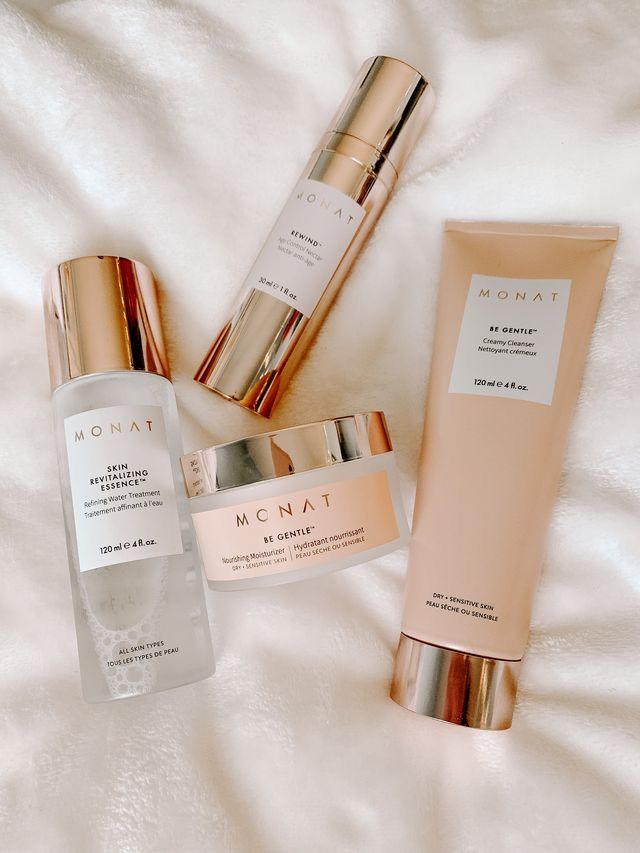 MONAT
REWIND™
Age Control Nectar
Nectar anti-âge
30 ml ℮ 1 fl. oz.
MONAT
BE GENTLE™
Creamy Cleanser
Nettoyant crémeux
120 ml ℮ 4 fl. oz.
DRY + SENSITIVE SKIN
PEAU SÈCHE OU SENSIBLE
MONAT
SKIN
REVITALIZING
ESSENCE™
Refining Water Treatment
Traitement affinant à l'eau
120 ml ℮ 4 fl. oz.
ALL SKIN TYPES
TOUS LES TYPES DE PEAU
MONAT
BE GENTLE™
Nourishing Moisturizer | Hydratant nourrissant
DRY + SENSITIVE SKIN | PEAU SÈCHE OU SENSIBLE